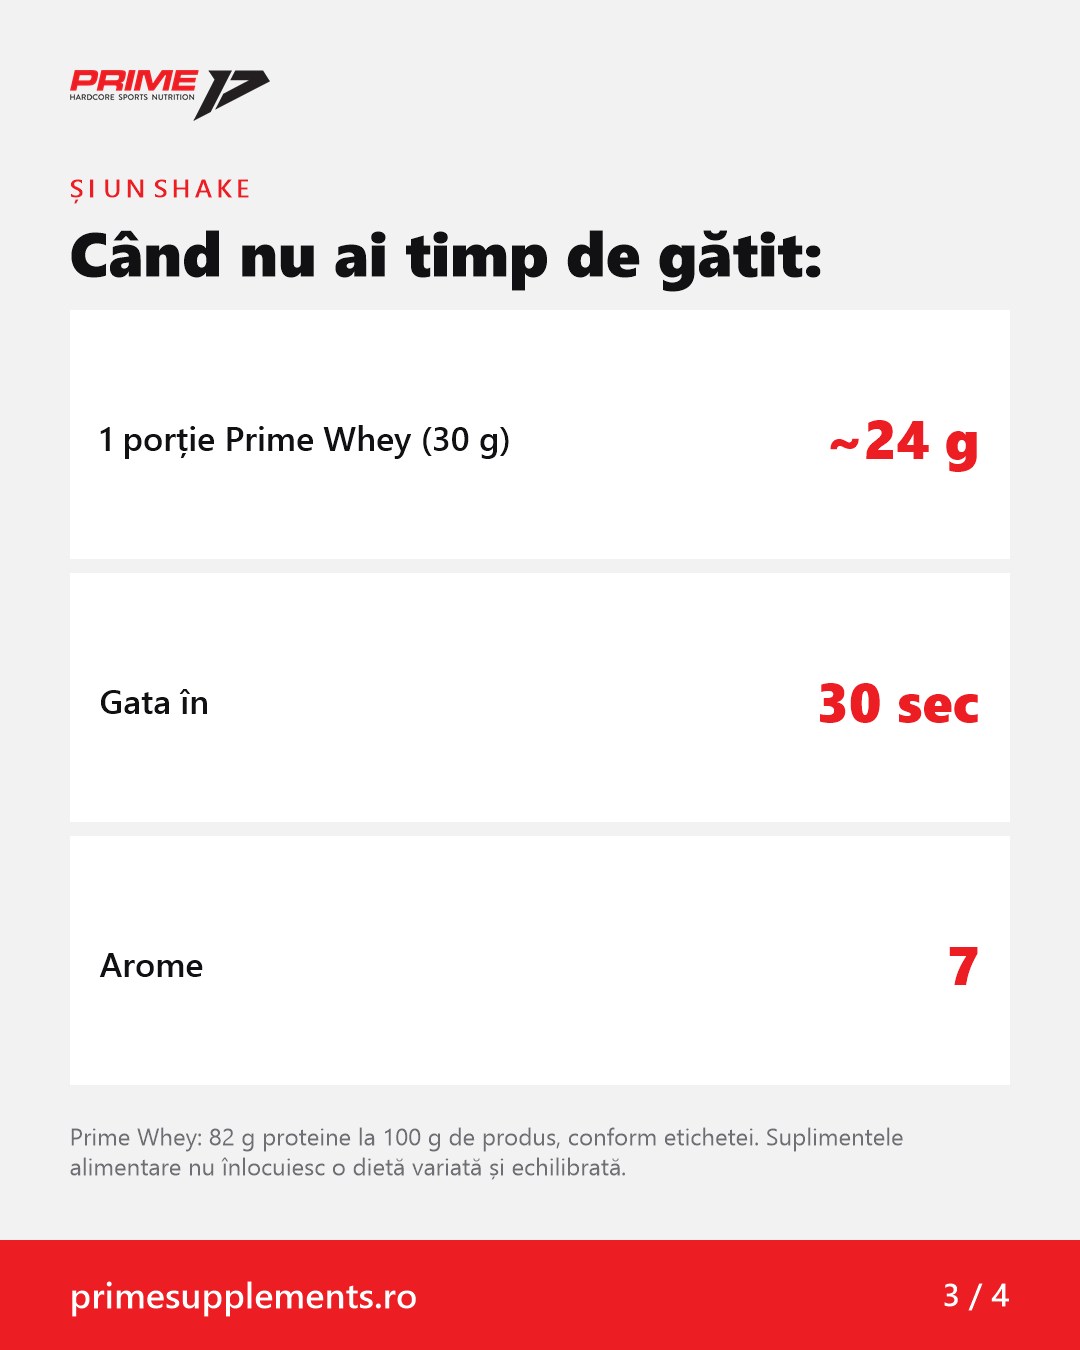 PRIME
HARDCORE SPORTS NUTRITION
ȘI UN SHAKE
Când nu ai timp de gătit:
1 porție Prime Whey (30 g)
~24 g
Gata în
30 sec
Arome
7
Prime Whey: 82 g proteine la 100 g de produs, conform etichetei. Suplimentele
alimentare nu înlocuiesc o dietă variată și echilibrată.
primesupplements.ro
3 / 4